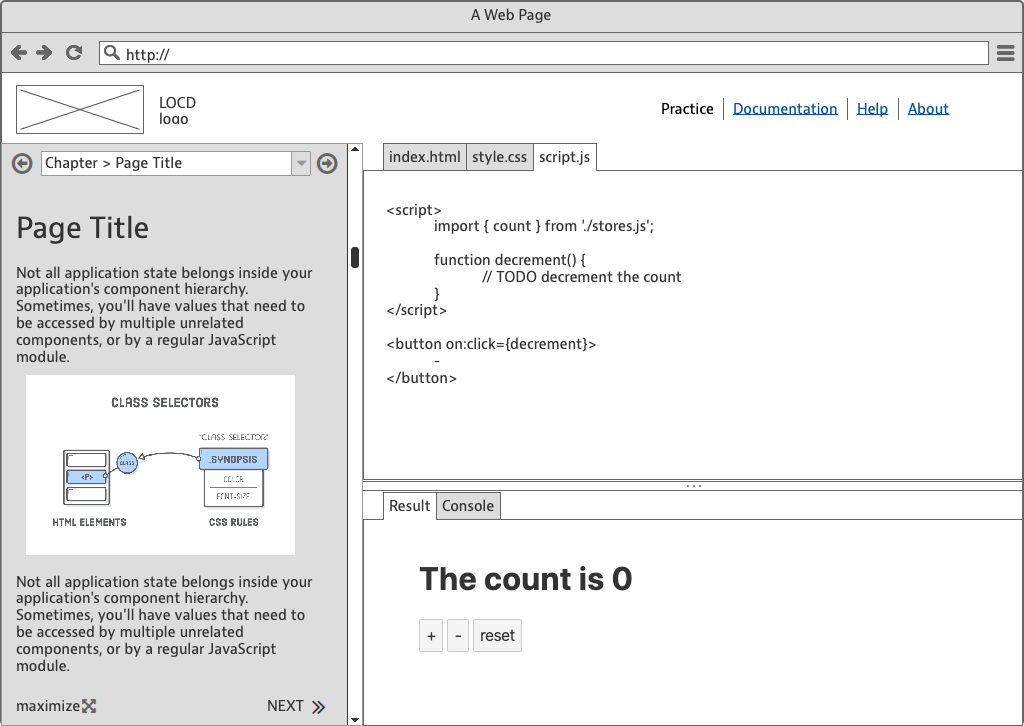 A Web Page
http://
LOCD
logo
Practice
Documentation
Help
About
Chapter > Page Title
Page Title
Not all application state belongs inside your
application's component hierarchy.
Sometimes, you'll have values that need to
be accessed by multiple unrelated
components, or by a regular JavaScript
module.
CLASS SELECTORS
"CLASS SELECTOR"
CLASS
.SYNOPSIS
<P>
COLOR
FONT-SIZE
HTML ELEMENTS
CSS RULES
Not all application state belongs inside your
application's component hierarchy.
Sometimes, you'll have values that need to
be accessed by multiple unrelated
components, or by a regular JavaScript
module.
maximize
NEXT
index.html
style.css
script.js
<script>
import { count } from './stores.js';
function decrement() {
// TODO decrement the count
}
</script>
<button on:click={decrement}>
-
</button>
Result
Console
The count is 0
+
-
reset